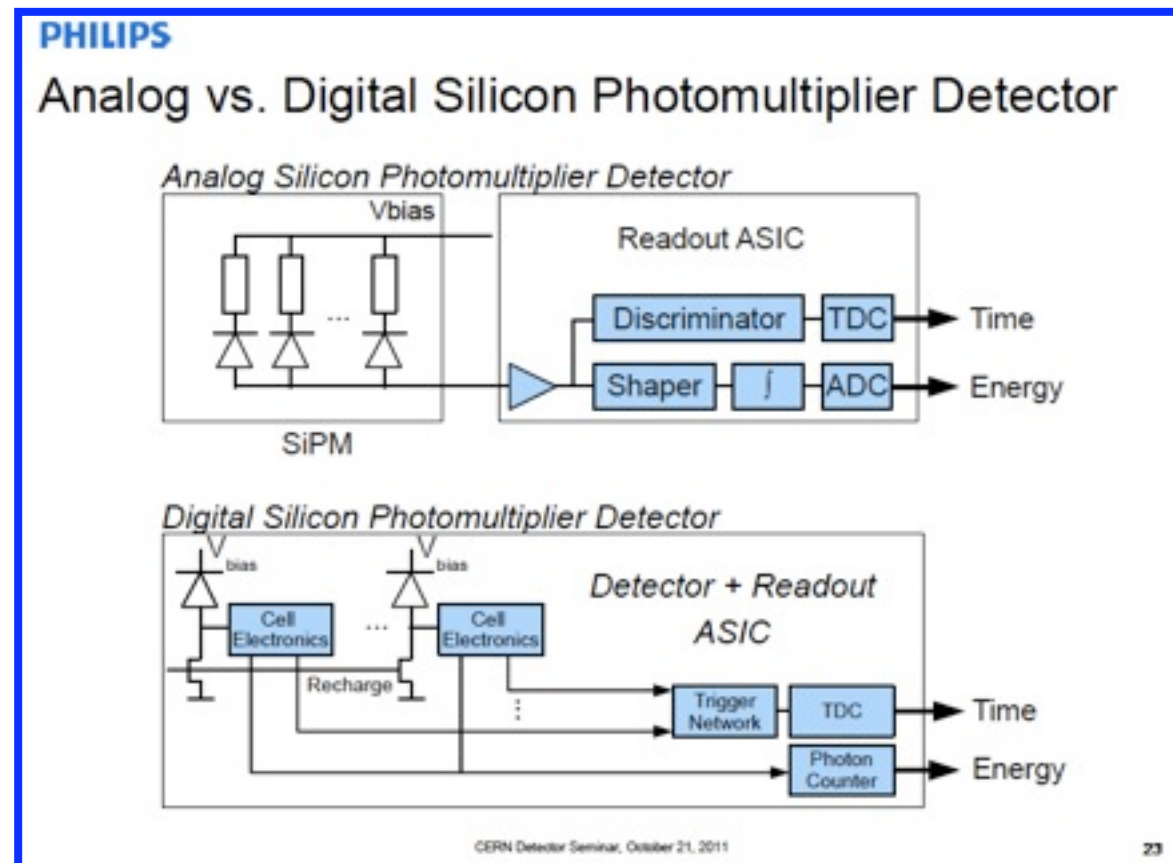 PHILIPS
Analog vs. Digital Silicon Photomultiplier Detector
Analog Silicon Photomultiplier Detector
Vbias
Readout ASIC
...
Discriminator
TDC
Time
Shaper
∫
ADC
Energy
SiPM
Digital Silicon Photomultiplier Detector
V bias
V bias
Detector + Readout
ASIC
Cell
Electronics
...
Cell
Electronics
Recharge
...
Trigger
Network
TDC
Time
Photon
Counter
Energy
CERN Detector Seminar, October 21, 2011
23